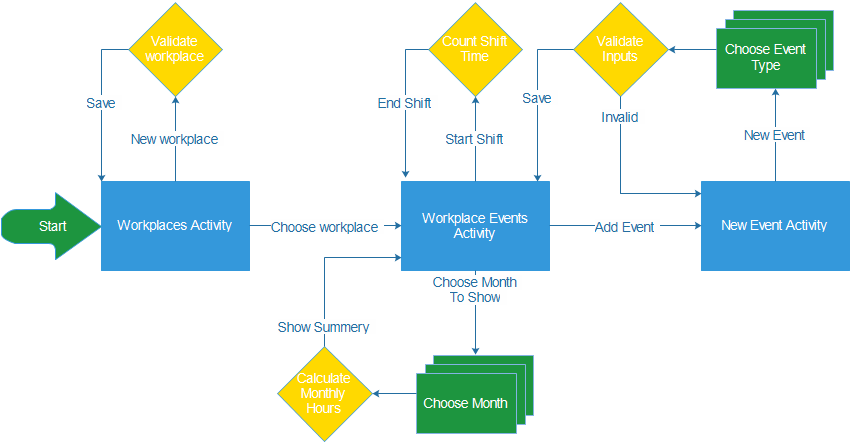 Validate
workplace
Count Shift
Time
Validate
Inputs
Choose Event
Type
Save
End Shift
Save
Invalid
New workplace
Start Shift
New Event
Start
Workplaces Activity
Choose workplace
Workplace Events
Activity
Add Event
New Event Activity
Choose Month
To Show
Show Summery
Calculate
Monthly
Hours
Choose Month